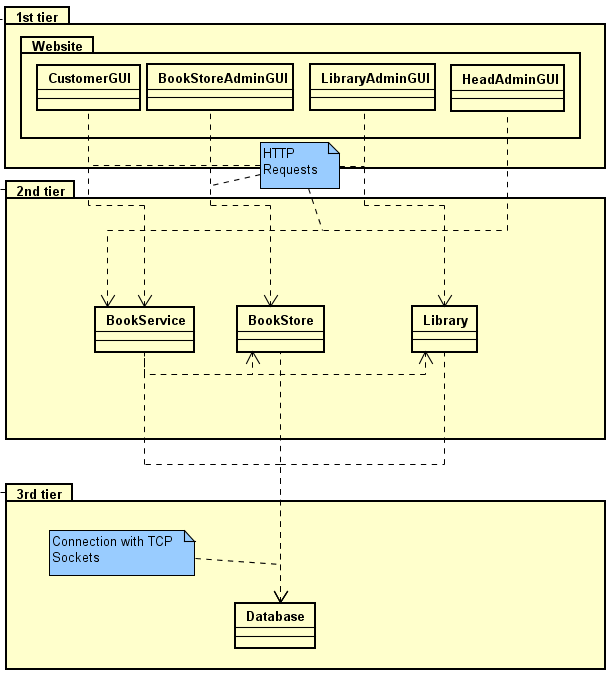 1st tier
Website
CustomerGUI
BookStoreAdminGUI
LibraryAdminGUI
HeadAdminGUI
HTTP
Requests
2nd tier
BookService
BookStore
Library
3rd tier
Connection with TCP
Sockets
Database